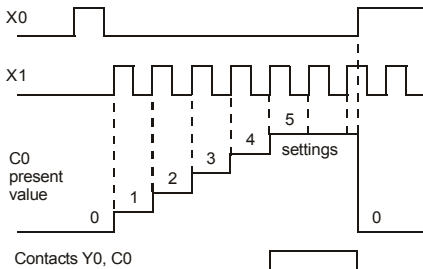 X0
X1
5
4
settings
3
C0
present
value
2
1
0
0
Contacts Y0, C0